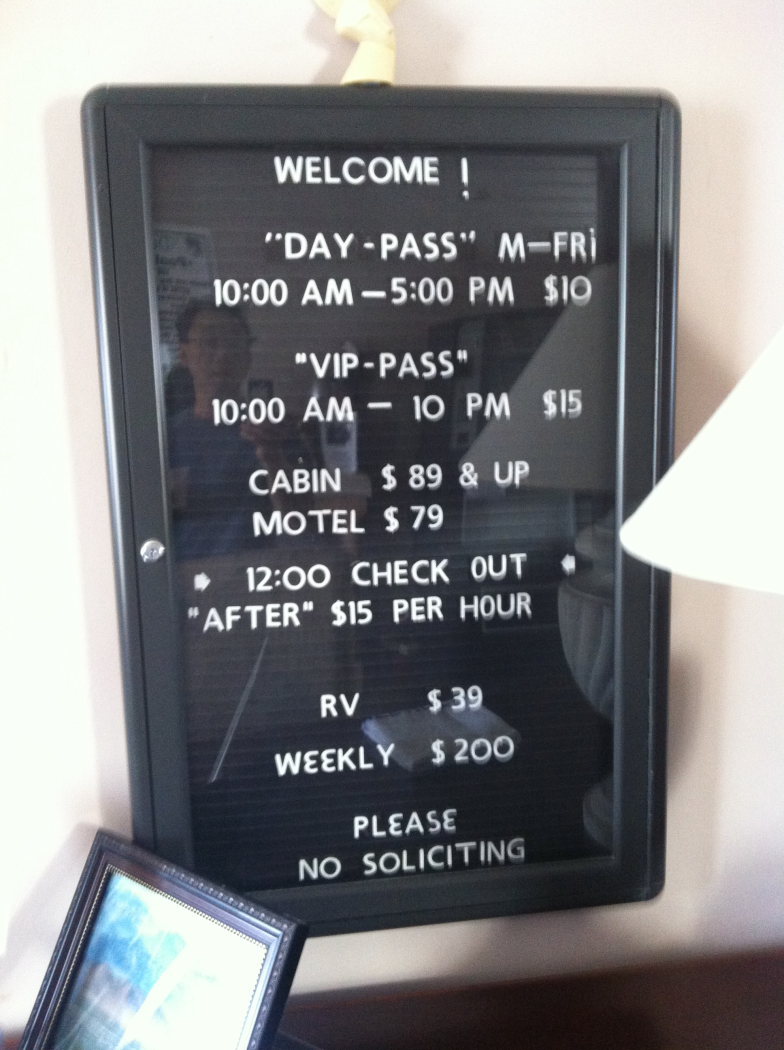 WELCOME !
"DAY-PASS" M-FRi
10:00 AM-5:00 PM $10
"VIP-PASS"
10:00 AM - 10 PM $15
CABIN $ 89 & UP
MOTEL $ 79
12:00 CHECK OUT
"AFTER" $15 PER HOUR
RV $ 39
WEEKLY $ 200
PLEASE
NO SOLICITING